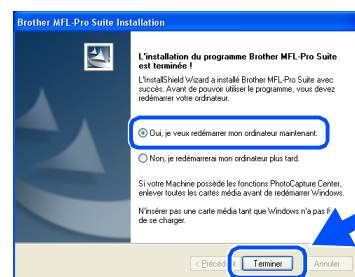 Brother MFL-Pro Suite Installation
L'installation du programme Brother MFL-Pro Suite
est terminée !
L'InstallShield Wizard a installé Brother MFL-Pro Suite avec
succès. Avant de pouvoir utiliser le programme, vous devez
redémarrer votre ordinateur.
Oui, je veux redémarrer mon ordinateur maintenant.
Non, je redémarrerai mon ordinateur plus tard.
Si votre Machine possède les fonctions PhotoCapture Center,
enlever toutes les cartes média avant de redémarrer Windows.
N'insérer pas une carte média tant que Windows n'a pas
de se charger.
Terminer
Annuler